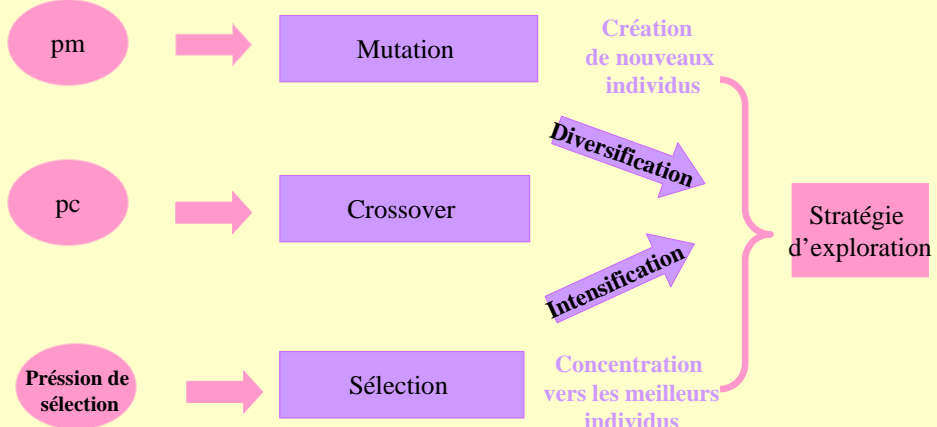 pm
Mutation
Création
de nouveaux
individus
Diversification
pc
Crossover
Stratégie
d’exploration
Intensification
Préssion de
sélection
Sélection
Concentration
vers les meilleurs
individus